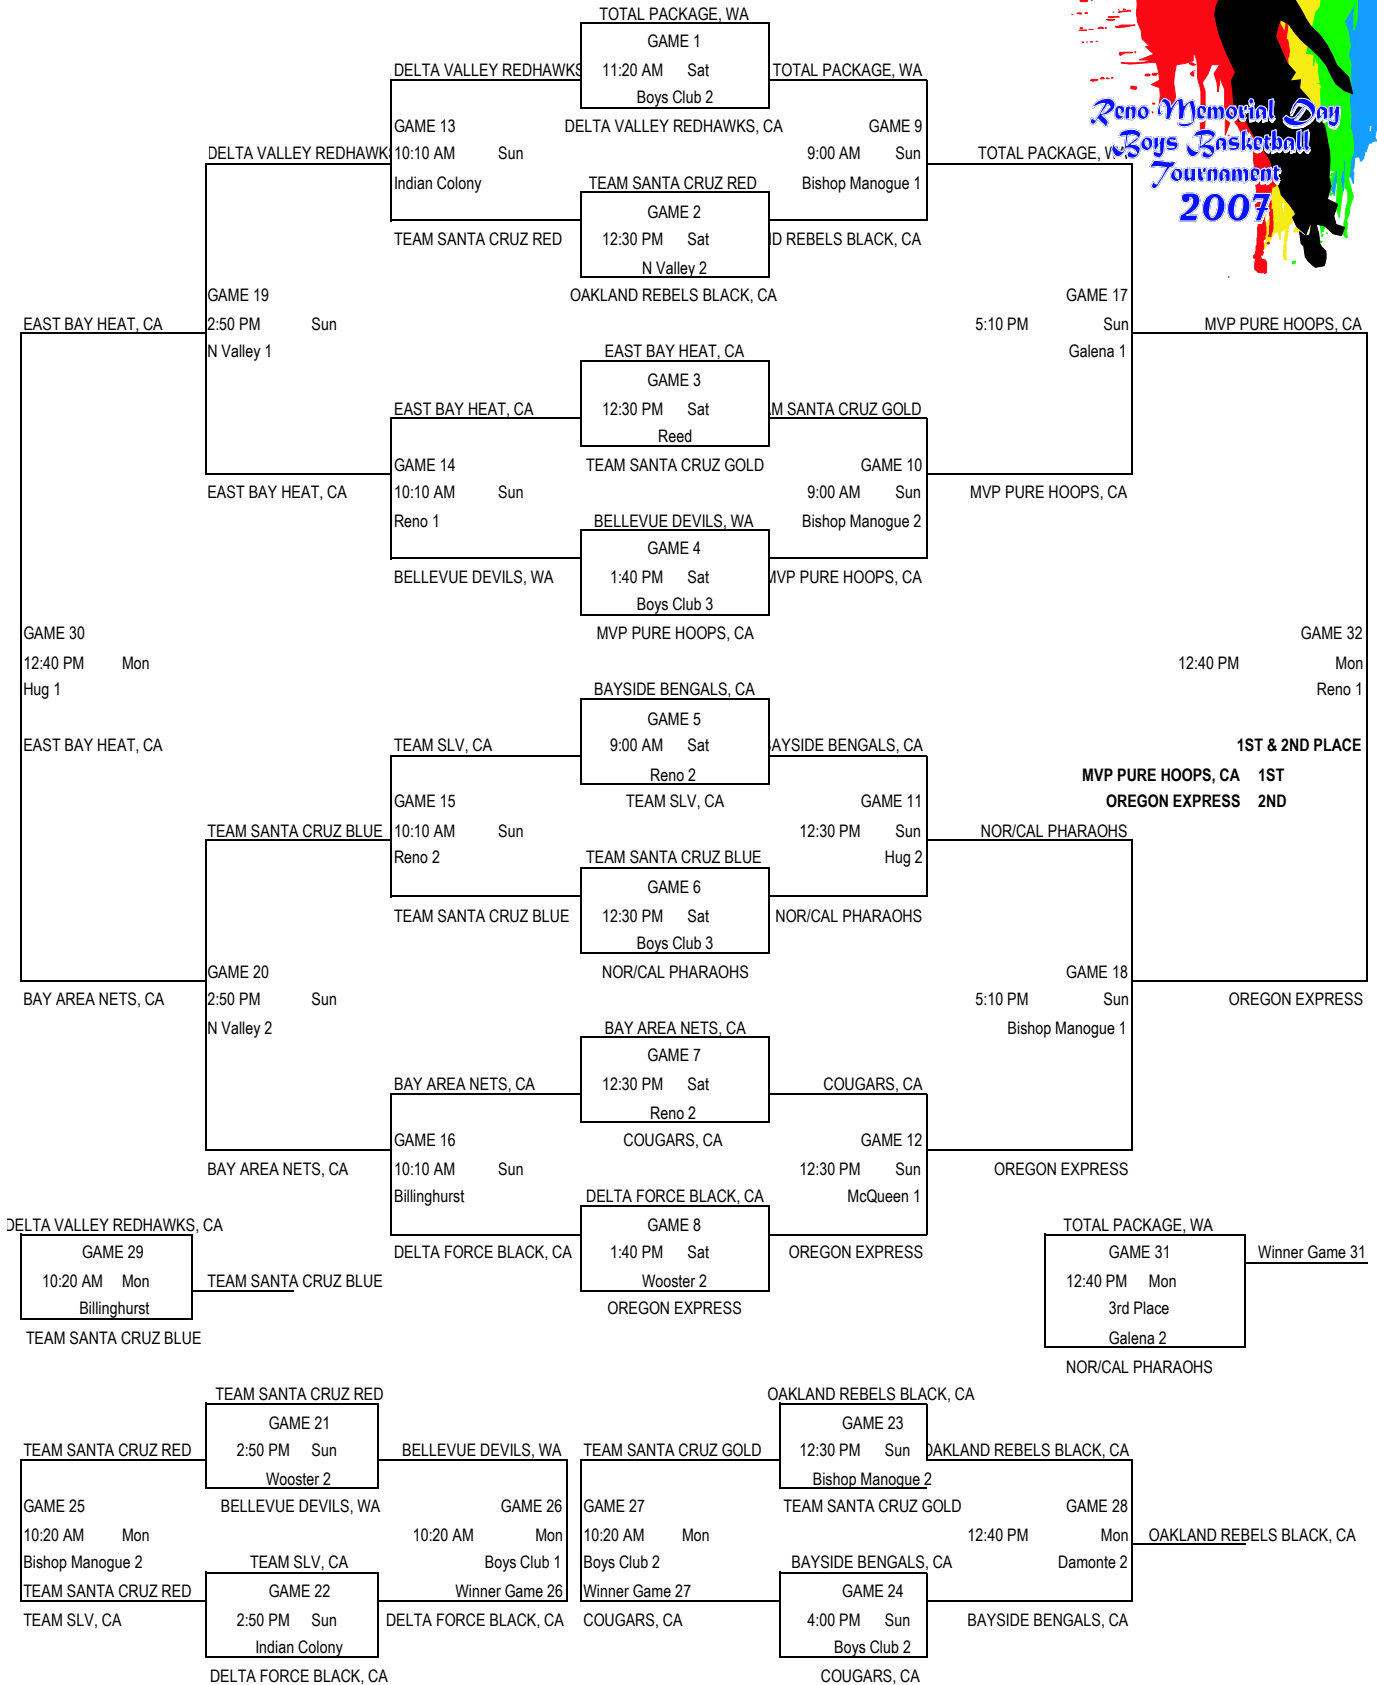 TOTAL PACKAGE, WA
GAME 1
DELTA VALLEY REDHAWKS
11:20 AM Sat
TOTAL PACKAGE, WA
Boys Club 2
Reno Memorial Day
Boys Basketball
Tournament
2007
GAME 13
DELTA VALLEY REDHAWKS, CA
GAME 9
DELTA VALLEY REDHAWKS
10:10 AM Sun
9:00 AM Sun
TOTAL PACKAGE, WA
Indian Colony
TEAM SANTA CRUZ RED
Bishop Manogue 1
GAME 2
TEAM SANTA CRUZ RED
12:30 PM Sat
D REBELS BLACK, CA
N Valley 2
GAME 19
OAKLAND REBELS BLACK, CA
GAME 17
EAST BAY HEAT, CA
2:50 PM Sun
5:10 PM Sun
MVP PURE HOOPS, CA
N Valley 1
EAST BAY HEAT, CA
Galena 1
GAME 3
EAST BAY HEAT, CA
12:30 PM Sat
M SANTA CRUZ GOLD
Reed
GAME 14
TEAM SANTA CRUZ GOLD
GAME 10
EAST BAY HEAT, CA
10:10 AM Sun
9:00 AM Sun
MVP PURE HOOPS, CA
Reno 1
BELLEVUE DEVILS, WA
Bishop Manogue 2
GAME 4
BELLEVUE DEVILS, WA
1:40 PM Sat
MVP PURE HOOPS, CA
Boys Club 3
GAME 30
MVP PURE HOOPS, CA
GAME 32
12:40 PM Mon
12:40 PM Mon
Hug 1
BAYSIDE BENGALS, CA
Reno 1
GAME 5
EAST BAY HEAT, CA
TEAM SLV, CA
9:00 AM Sat
BAYSIDE BENGALS, CA
1ST & 2ND PLACE
Reno 2
MVP PURE HOOPS, CA 1ST
GAME 15
TEAM SLV, CA
GAME 11
OREGON EXPRESS 2ND
TEAM SANTA CRUZ BLUE
10:10 AM Sun
12:30 PM Sun
NOR/CAL PHARAOHS
Reno 2
TEAM SANTA CRUZ BLUE
Hug 2
GAME 6
TEAM SANTA CRUZ BLUE
12:30 PM Sat
NOR/CAL PHARAOHS
Boys Club 3
GAME 20
NOR/CAL PHARAOHS
GAME 18
BAY AREA NETS, CA
2:50 PM Sun
5:10 PM Sun
OREGON EXPRESS
N Valley 2
BAY AREA NETS, CA
Bishop Manogue 1
GAME 7
BAY AREA NETS, CA
12:30 PM Sat
COUGARS, CA
Reno 2
GAME 16
COUGARS, CA
GAME 12
BAY AREA NETS, CA
10:10 AM Sun
12:30 PM Sun
OREGON EXPRESS
Billinghurst
DELTA FORCE BLACK, CA
McQueen 1
DELTA VALLEY REDHAWKS, CA
GAME 8
TOTAL PACKAGE, WA
GAME 29
DELTA FORCE BLACK, CA
1:40 PM Sat
OREGON EXPRESS
GAME 31
Winner Game 31
10:20 AM Mon
TEAM SANTA CRUZ BLUE
Wooster 2
12:40 PM Mon
Billinghurst
OREGON EXPRESS
3rd Place
TEAM SANTA CRUZ BLUE
Galena 2
NOR/CAL PHARAOHS
TEAM SANTA CRUZ RED
OAKLAND REBELS BLACK, CA
GAME 21
GAME 23
TEAM SANTA CRUZ RED
2:50 PM Sun
BELLEVUE DEVILS, WA
TEAM SANTA CRUZ GOLD
12:30 PM Sun
OAKLAND REBELS BLACK, CA
Wooster 2
Bishop Manogue 2
GAME 25
BELLEVUE DEVILS, WA
GAME 26
GAME 27
TEAM SANTA CRUZ GOLD
GAME 28
10:20 AM Mon
10:20 AM Mon
10:20 AM Mon
12:40 PM Mon
OAKLAND REBELS BLACK, CA
Bishop Manogue 2
TEAM SLV, CA
Boys Club 1
Boys Club 2
BAYSIDE BENGALS, CA
Damonte 2
TEAM SANTA CRUZ RED
GAME 22
Winner Game 26
Winner Game 27
GAME 24
TEAM SLV, CA
2:50 PM Sun
DELTA FORCE BLACK, CA
COUGARS, CA
4:00 PM Sun
BAYSIDE BENGALS, CA
Indian Colony
Boys Club 2
DELTA FORCE BLACK, CA
COUGARS, CA